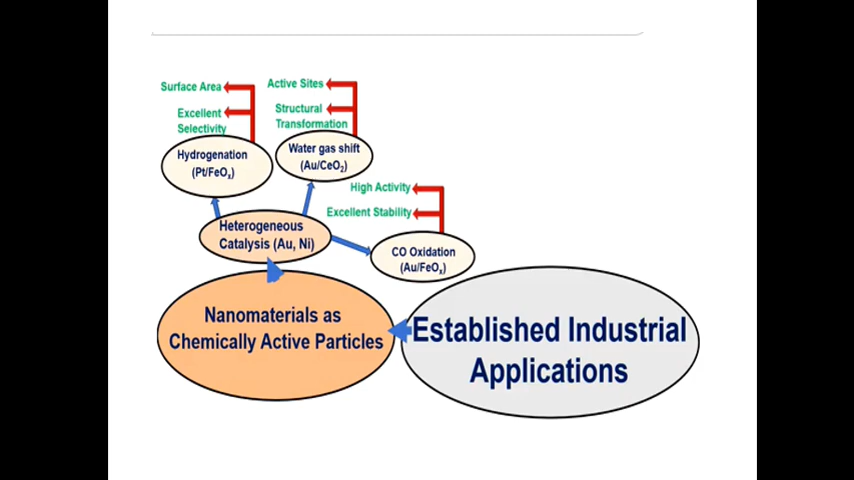 Surface Area
Excellent
Selectivity
Active Sites
Structural
Transformation
Hydrogenation
(Pt/FeOₓ)
Water gas shift
(Au/CeO₂)
High Activity
Excellent Stability
Heterogeneous
Catalysis (Au, Ni)
CO Oxidation
(Au/FeOₓ)
Nanomaterials as
Chemically Active Particles
Established Industrial
Applications